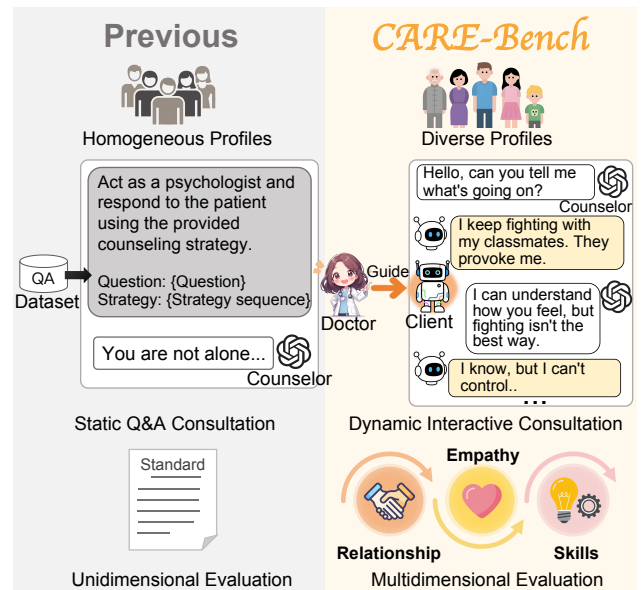 Previous
Homogeneous Profiles
Act as a psychologist and
respond to the patient
using the provided
counseling strategy.
Question: {Question}
Strategy: {Strategy sequence}
QA
Dataset
You are not alone...
Counselor
Static Q&A Consultation
Standard
Unidimensional Evaluation
CARE-Bench
Diverse Profiles
Hello, can you tell me
what's going on?
Counselor
I keep fighting with
my classmates. They
provoke me.
Guide
Doctor
Client
I can understand
how you feel, but
fighting isn't the
best way.
I know, but I can't
control..
...
Dynamic Interactive Consultation
Empathy
Relationship
Skills
Multidimensional Evaluation